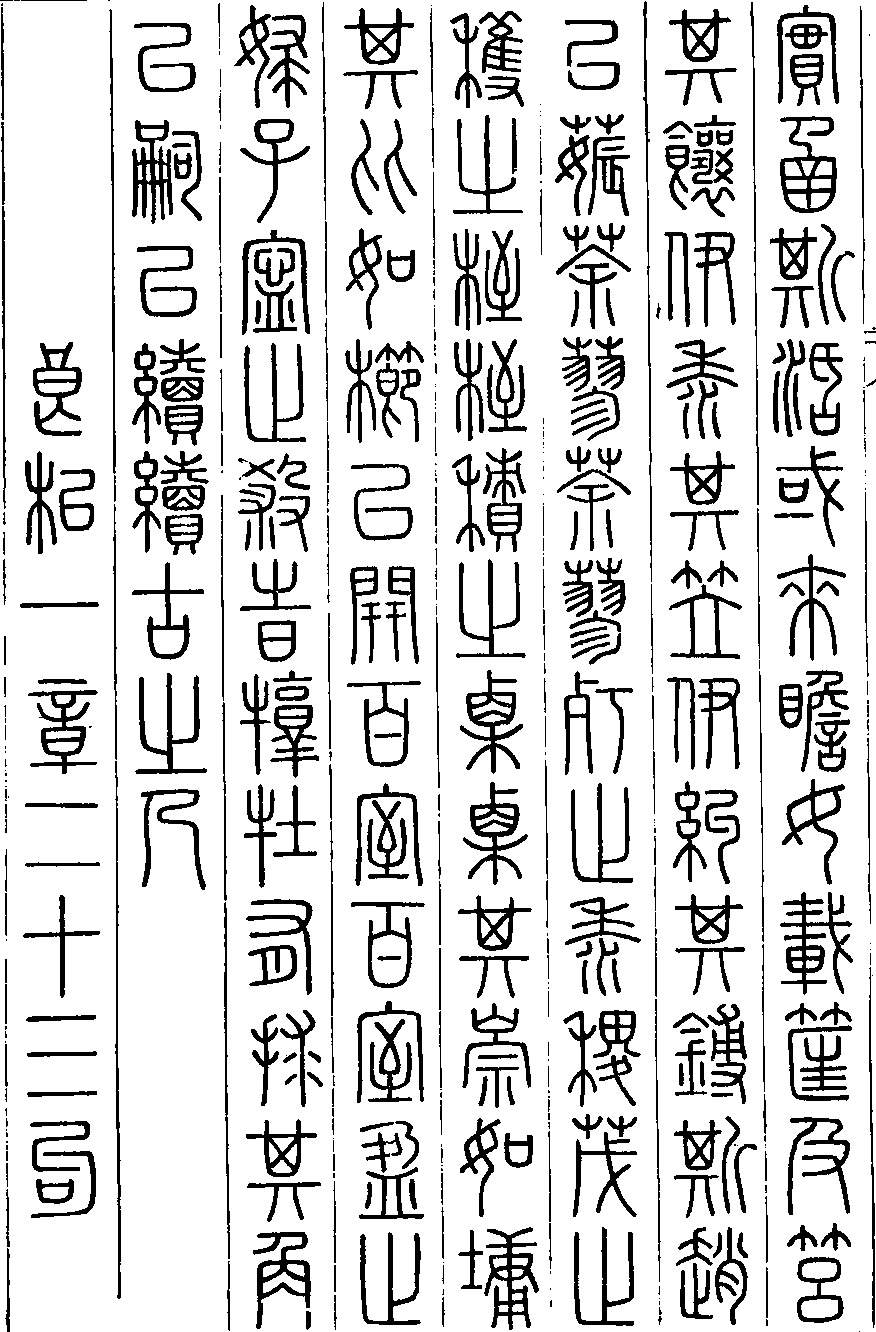 實函斯活或來瞻女載筐及筥
其饟伊黍其笠伊糾其鎛斯趙
以薅荼蓼荼蓼㱙止黍稷茂止
穫之挃挃積之栗栗其崇如墉
其比如櫛以開百室百室盈止
婦子寧止殺旹犉牡有捄其角
以嗣以續續古之人
良耜一章二十三句